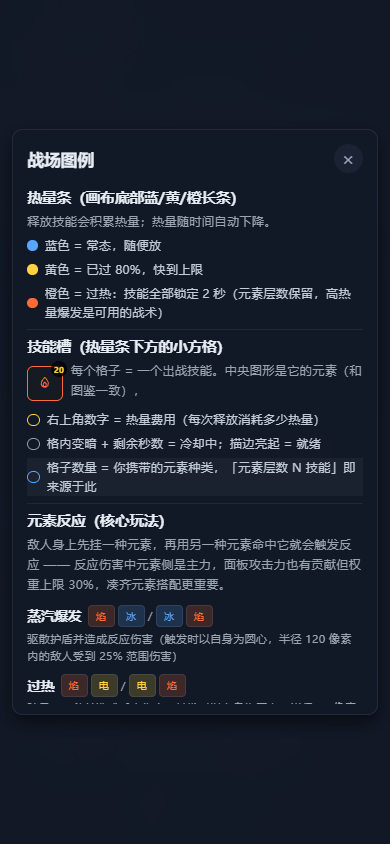 战场图例
热量条（画布底部蓝/黄/橙长条）
释放技能会积累热量；热量随时间自动下降。
蓝色 = 常态，随便放
黄色 = 已过 80%，快到上限
橙色 = 过热：技能全部锁定 2 秒（元素层数保留，高热
量爆发是可用的战术）
技能槽（热量条下方的小方格）
20
每个格子 = 一个出战技能。中央图形是它的元素（和
图鉴一致），
右上角数字 = 热量费用（每次释放消耗多少热量）
格内变暗 + 剩余秒数 = 冷却中；描边亮起 = 就绪
格子数量 = 你携带的元素种类，「元素层数 N 技能」即
来源于此
元素反应（核心玩法）
敌人身上先挂一种元素，再用另一种元素命中它就会触发反
应 —— 反应伤害中元素侧是主力，面板攻击力也有贡献但权
重上限 30%，凑齐元素搭配更重要。
蒸汽爆发 焰 冰 / 冰 焰
驱散护盾并造成反应伤害（触发时以自身为圆心，半径 120 像素
内的敌人受到 25% 范围伤害）
过热 焰 电 / 电 焰